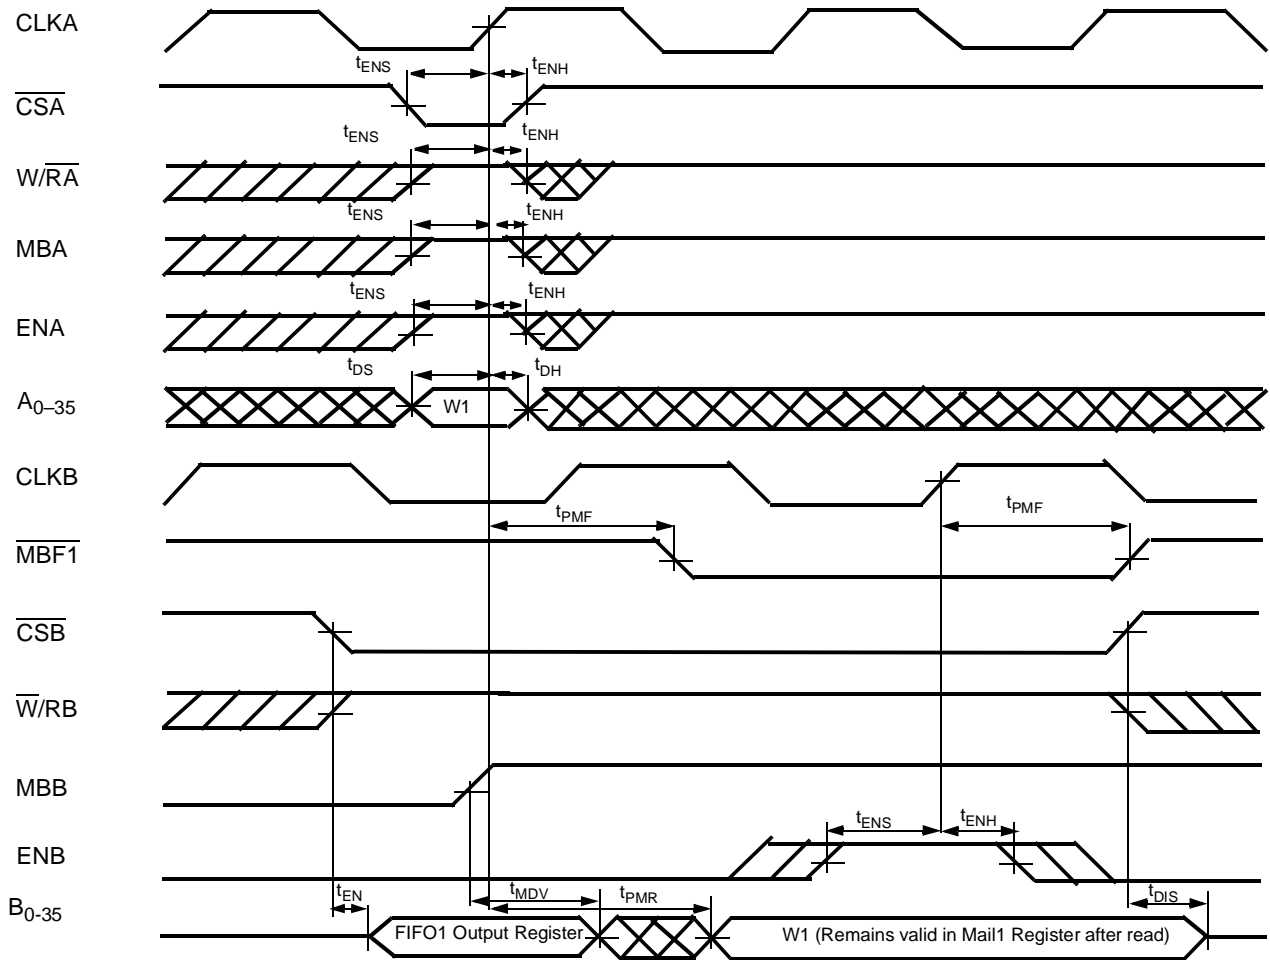 CLKA
tENS tENH
CSA
tENS tENH
W/RA
tENS tENH
MBA
tENS tENH
ENA
tDS tDH
A0–35 W1
CLKB
tPMF tPMF
MBF1
CSB
W/RB
MBB
tENS tENH
ENB
tEN tMDV tPMR tDIS
B0-35
FIFO1 Output Register W1 (Remains valid in Mail1 Register after read)